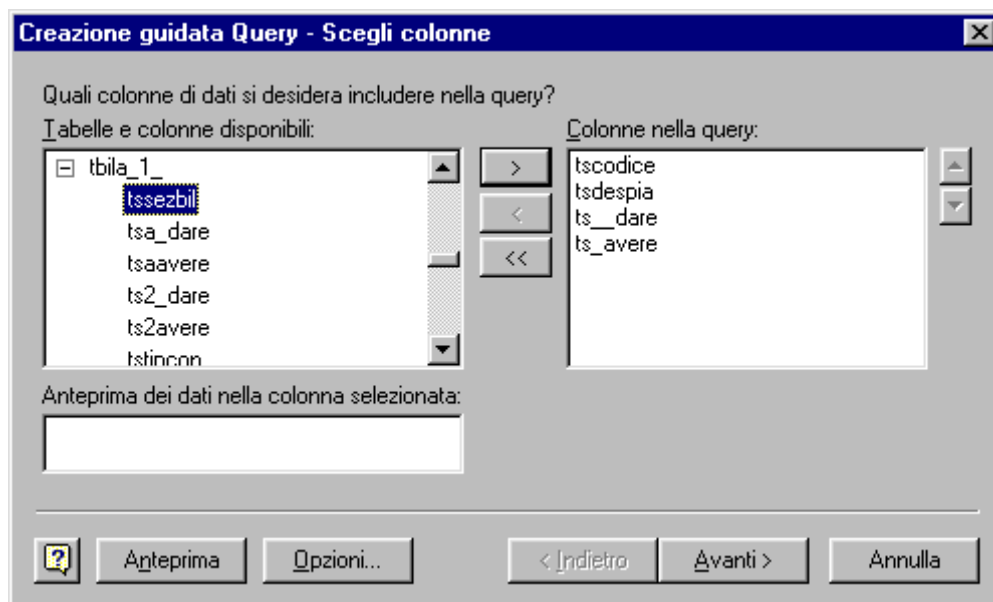 Creazione guidata Query - Scegli colonne
Quali colonne di dati si desidera includere nella query?
Tabelle e colonne disponibili:
tbila_1_
tssezbil
tsa_dare
tsaavere
ts2_dare
ts2avere
tstincon
>
<
<<
Colonne nella query:
tscodice
tsdespia
ts__dare
ts_avere
Anteprima dei dati nella colonna selezionata:
?
Anteprima
Opzioni...
< Indietro
Avanti >
Annulla